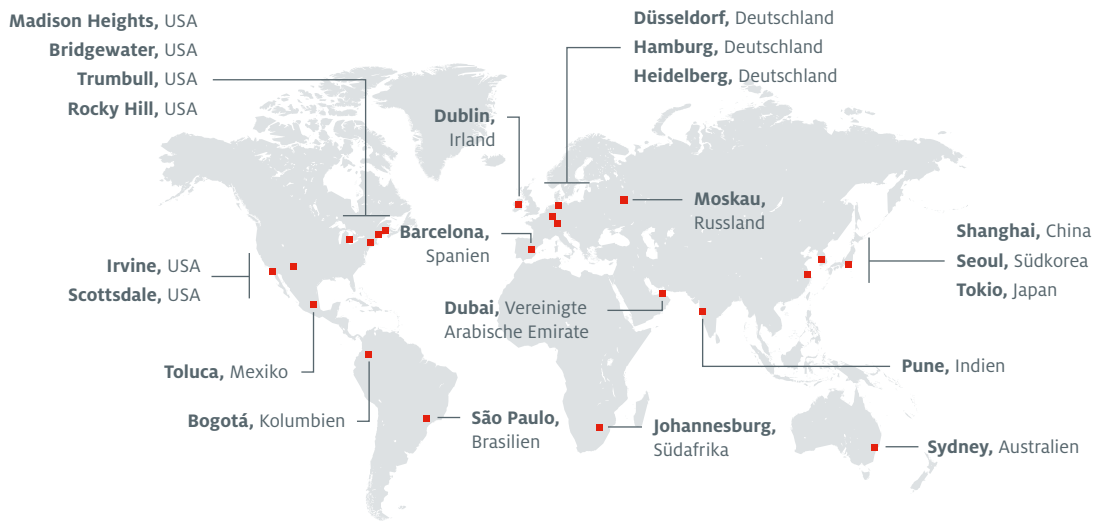 Madison Heights, USA
Bridgewater, USA
Trumbull, USA
Rocky Hill, USA
Düsseldorf, Deutschland
Hamburg, Deutschland
Heidelberg, Deutschland
Dublin,
Irland
Moskau,
Russland
Barcelona,
Spanien
Shanghai, China
Seoul, Südkorea
Tokio, Japan
Irvine, USA
Scottsdale, USA
Dubai, Vereinigte
Arabische Emirate
Toluca, Mexiko
Pune, Indien
Bogotá, Kolumbien
São Paulo,
Brasilien
Johannesburg,
Südafrika
Sydney, Australien